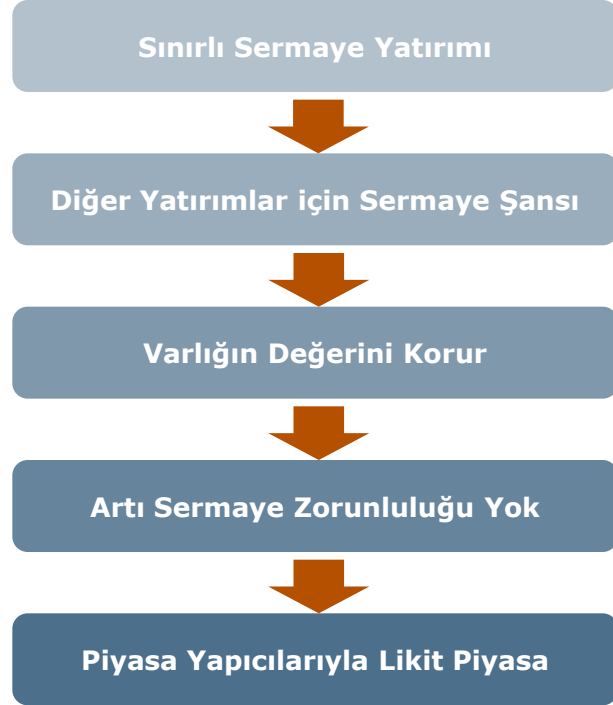 Sınırlı Sermaye Yatırımı
Diğer Yatırımlar için Sermaye Şansı
Varlığın Değerini Korur
Artı Sermaye Zorunluluğu Yok
Piyasa Yapıcılarıyla Likit Piyasa